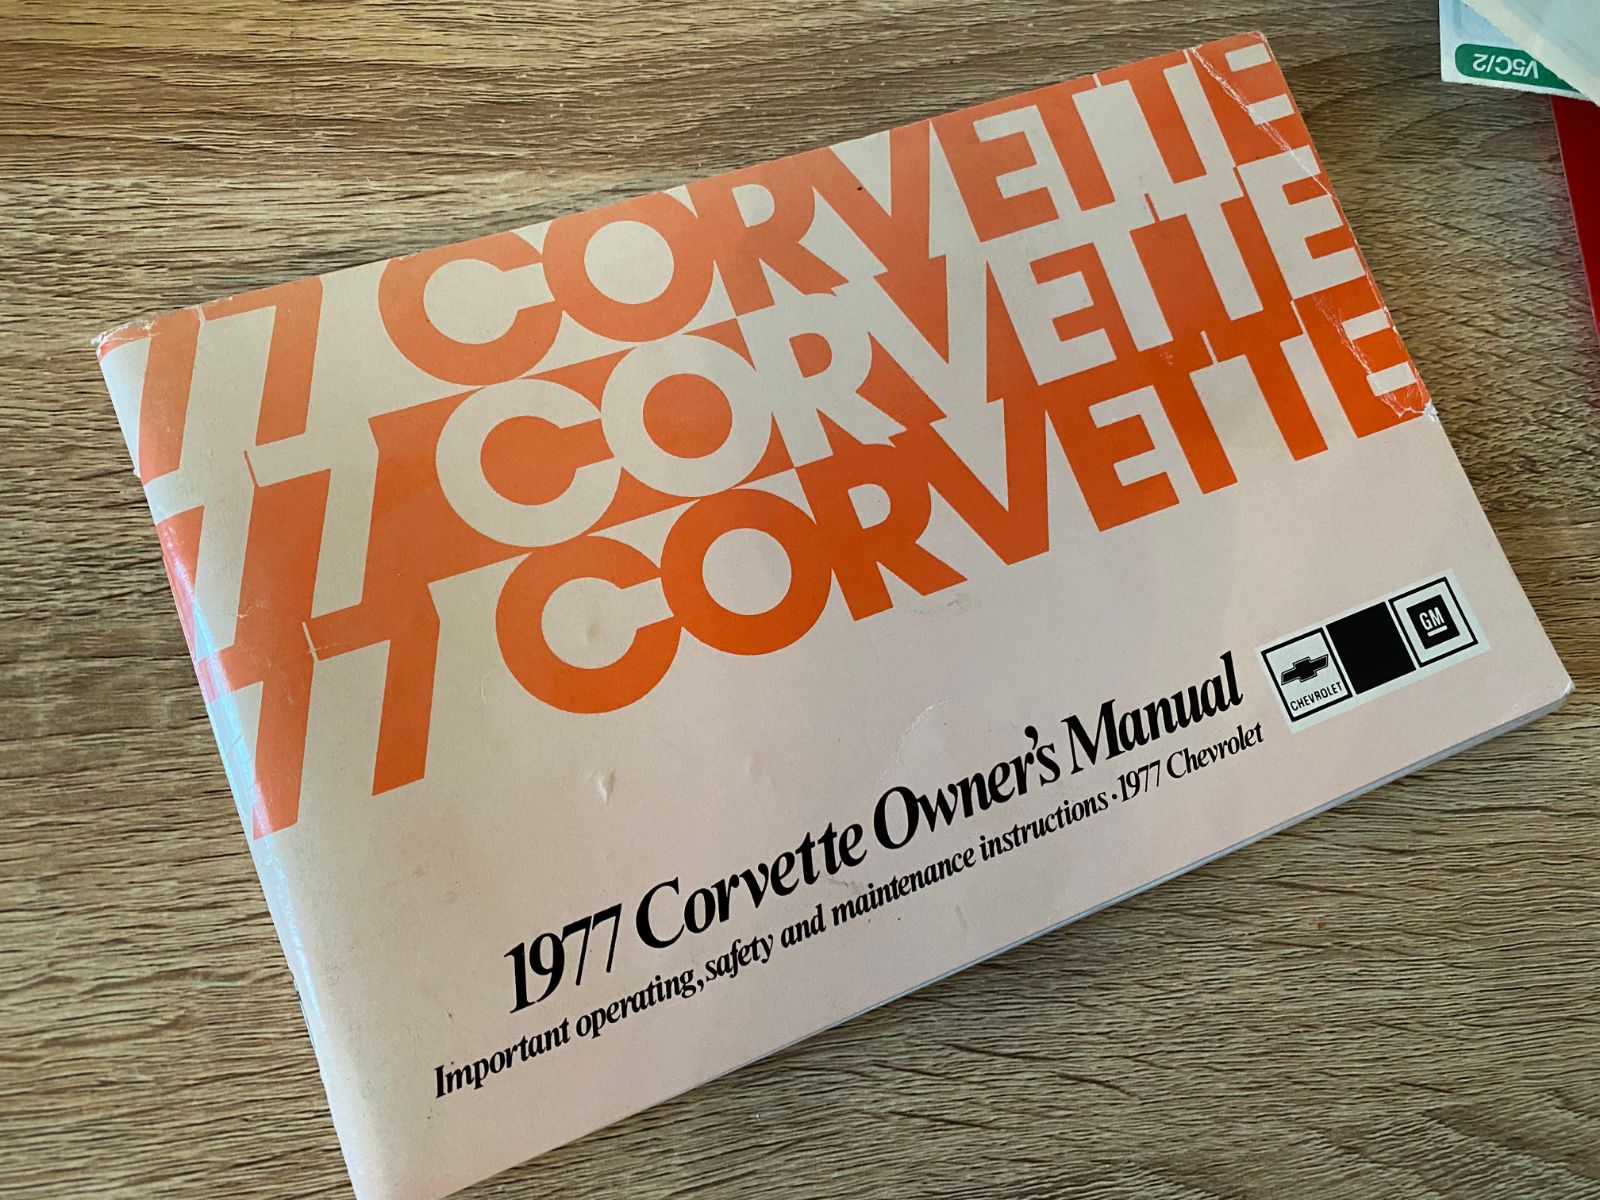 77 CORVETTE
77 CORVETTE
77 CORVETTE
1977 Corvette Owner's Manual
Important operating, safety and maintenance instructions · 1977 Chevrolet
CHEVROLET
GM
V5C/2